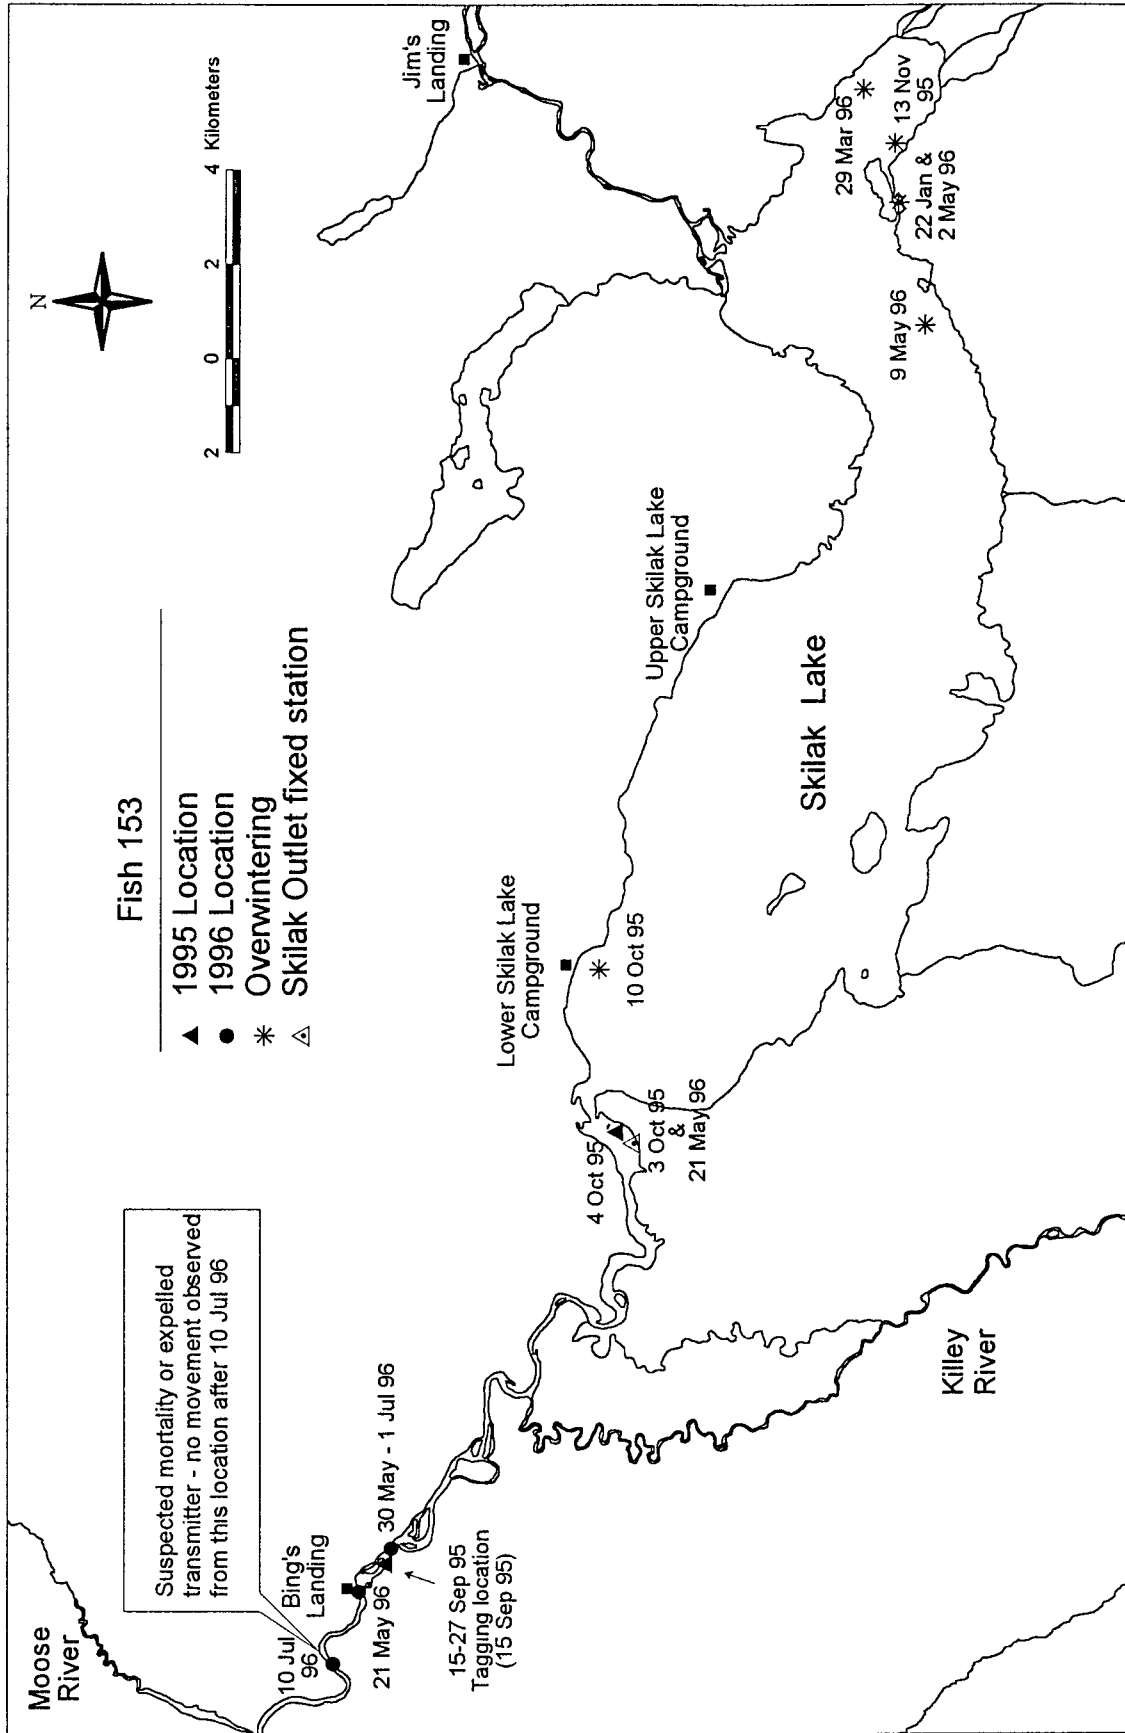 Fish 153
1995 Location
1996 Location
Overwintering
Skilak Outlet fixed station
N
2
0
2
4 Kilometers
Moose
River
Suspected mortality or expelled
transmitter - no movement observed
from this location after 10 Jul 96
10 Jul
96
Bing's
Landing
21 May 96
30 May - 1 Jul 96
15-27 Sep 95
Tagging location
(15 Sep 95)
Killey
River
4 Oct 95
3 Oct 95
&
21 May 96
Lower Skilak Lake
Campground
10 Oct 95
Skilak Lake
Upper Skilak Lake
Campground
Jim's
Landing
9 May 96
22 Jan &
2 May 96
29 Mar 96
13 Nov
95